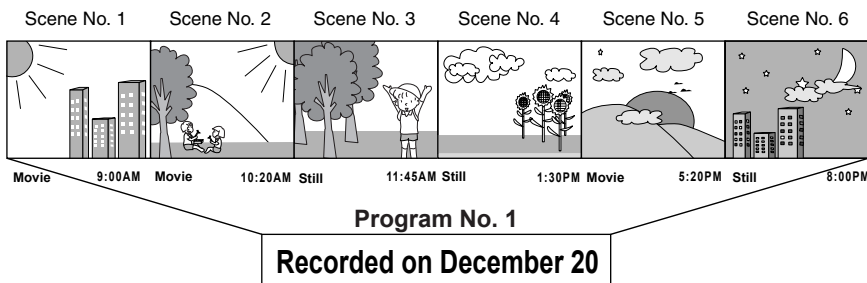 Scene No. 1 Scene No. 2 Scene No. 3 Scene No. 4 Scene No. 5 Scene No. 6
Movie 9:00AM Movie 10:20AM Still 11:45AM Still 1:30PM Movie 5:20PM Still 8:00PM
Program No. 1
Recorded on December 20